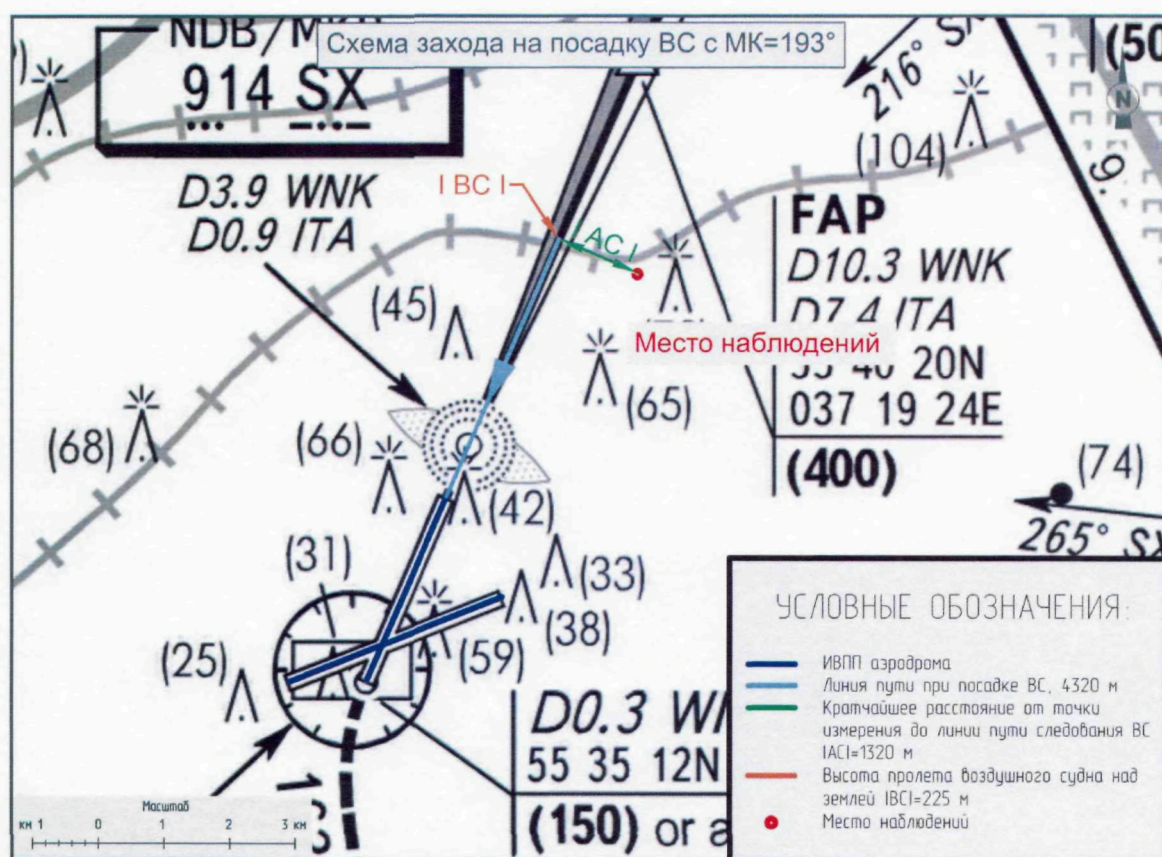 Схема захода на посадку ВС с МК=193°
914 SX
216° SX
N
(104)
D3.9 WNK
D0.9 ITA
I BC I
AC I
FAP
D10.3 WNK
D7.4 ITA
20N
037 19 24E
(400)
Место наблюдений
(45)
(65)
(68)
(66)
(42)
(74)
265° SX
(31)
(33)
(38)
(25)
(59)
D0.3
55 35 12N
(150) or
Масштаб
км 1 0 1 2 3 км
УСЛОВНЫЕ ОБОЗНАЧЕНИЯ:
ИВПП аэродрома
Линия пути при посадке ВС, 4320 м
Кратчайшее расстояние от точки
измерения до линии пути следования ВС
IACI=1320 м
Высота пролета воздушного судна над
землей IBCI=225 м
Место наблюдений